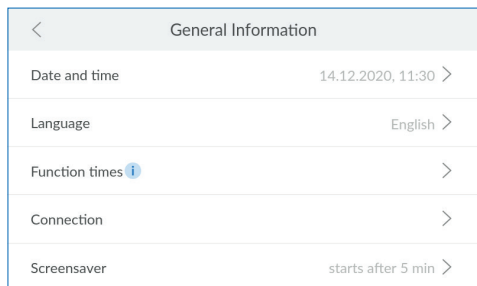 General Information
Date and time 14.12.2020, 11:30
Language English
Function times i
Connection
Screensaver starts after 5 min